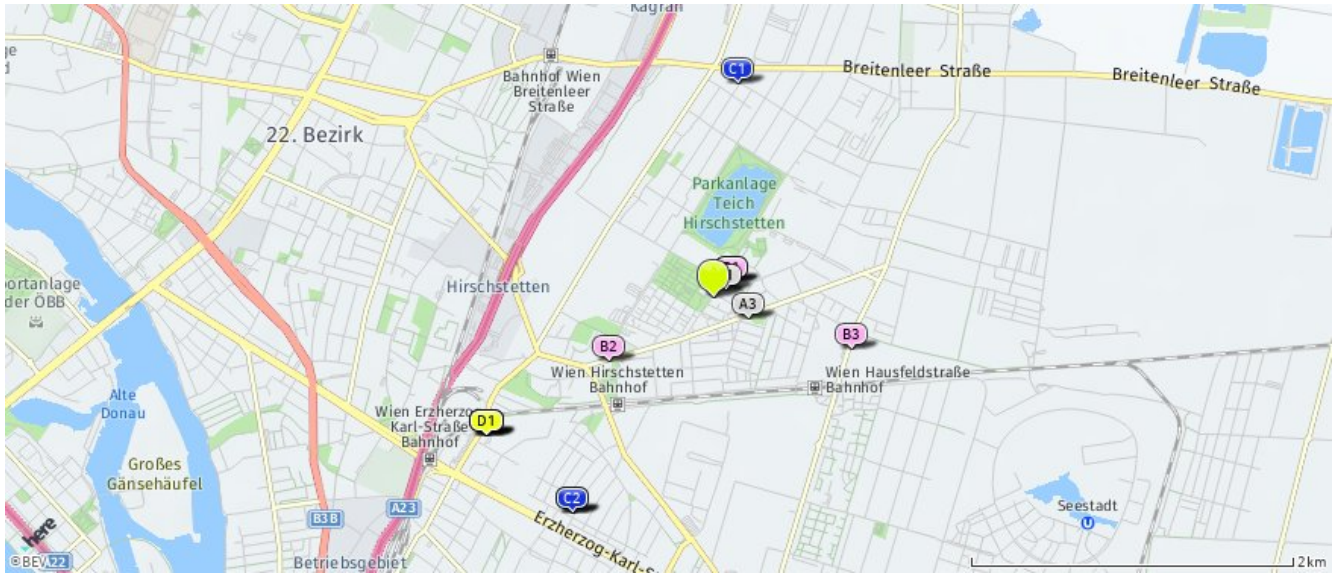 Kagran
C1
Breitenleer Straße
Breitenleer Straße
Bahnhof Wien
Breitenleer
Straße
22. Bezirk
Parkanlage
Teich
Hirschstetten
portanlage
der ÖBB
Hirschstetten
A3
B2
B3
Wien Hirschstetten
Bahnhof
Wien Hausfeldstraße
Bahnhof
Alte
Donau
Wien Erzherzo
Karl-Straße
Bahnhof
D1
Großes
Gänsehäufel
C2
A23
B3B
Erzherzog-Karl-S
Seestadt
U
here
©BEV
A22
Betriebsgebiet
2km